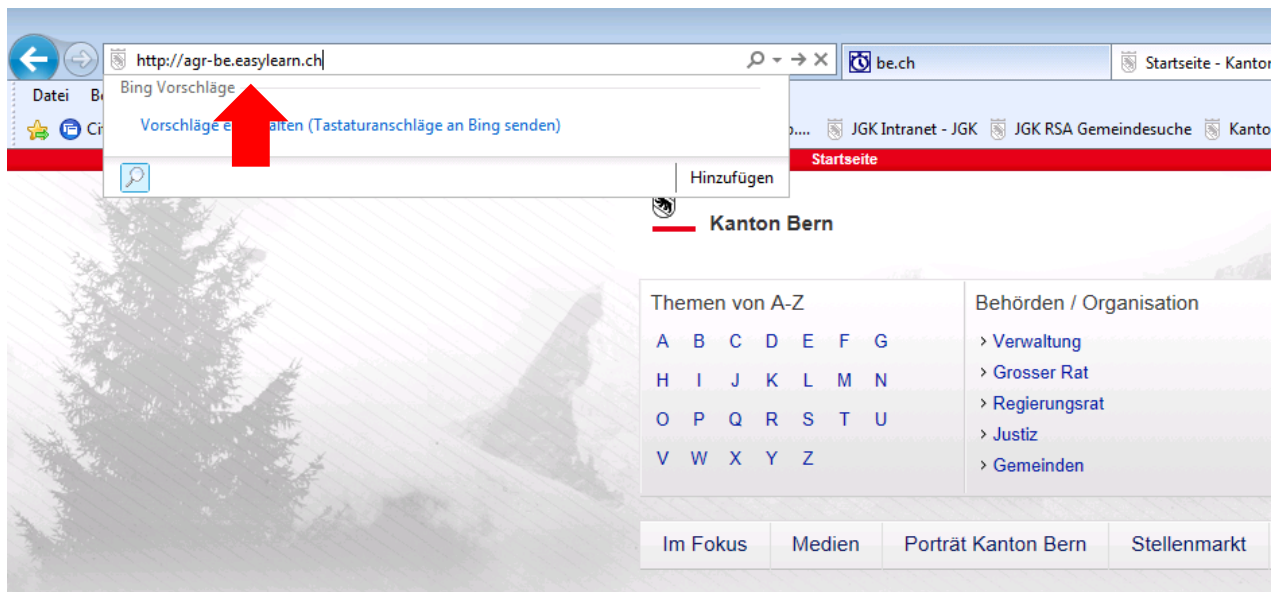 http://agr-be.easylearn.ch
be.ch
Startseite - Kanton
Bing Vorschläge
Datei
Vorschläge (Tastaturanschläge an Bing senden)
JGK Intranet - JGK
JGK RSA Gemeindesuche
Startseite
Hinzufügen
Kanton Bern
Themen von A-Z
A B C D E F G
H I J K L M N
O P Q R S T U
V W X Y Z
Behörden / Organisation
> Verwaltung
> Grosser Rat
> Regierungsrat
> Justiz
> Gemeinden
Im Fokus
Medien
Porträt Kanton Bern
Stellenmarkt